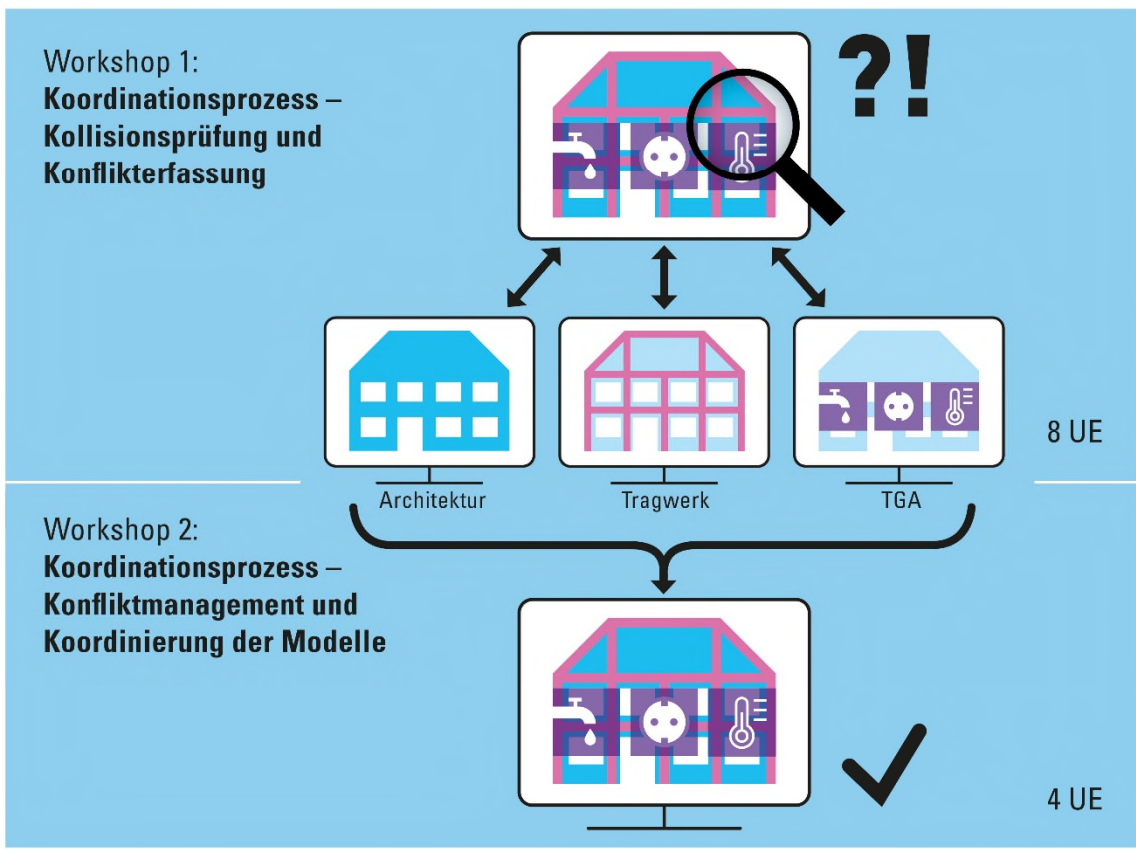 Workshop 1:
Koordinationsprozess –
Kollisionsprüfung und
Konflikterfassung
?!
Architektur
Tragwerk
TGA
8 UE
Workshop 2:
Koordinationsprozess –
Konfliktmanagement und
Koordinierung der Modelle
4 UE